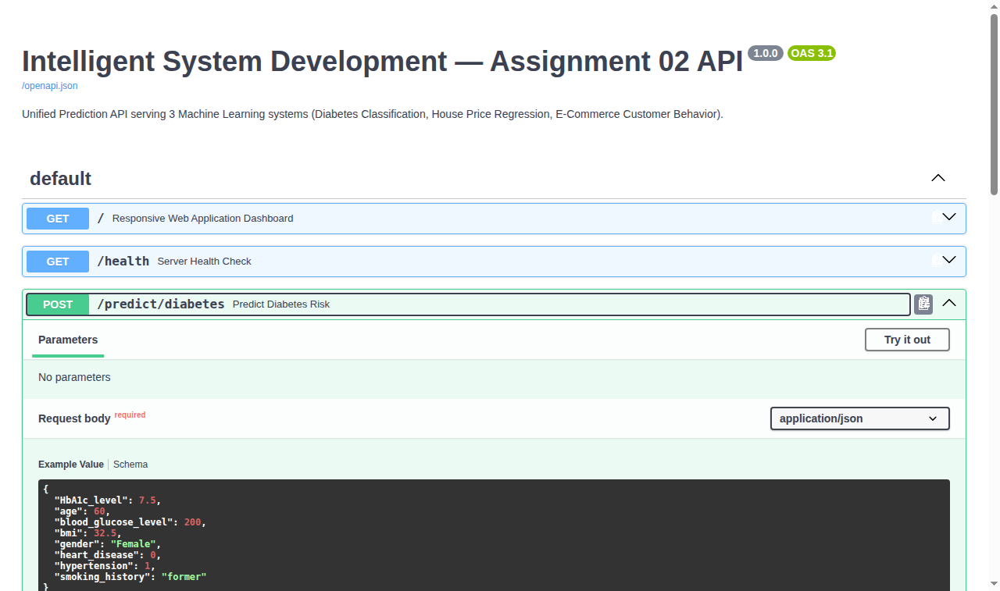 Intelligent System Development — Assignment 02 API 1.0.0 OAS 3.1
/openapi.json
Unified Prediction API serving 3 Machine Learning systems (Diabetes Classification, House Price Regression, E-Commerce Customer Behavior).
default
GET / Responsive Web Application Dashboard
GET /health Server Health Check
POST /predict/diabetes Predict Diabetes Risk
Parameters Try it out
No parameters
Request body required application/json
Example Value Schema
{
"HbA1c_level": 7.5,
"age": 60,
"blood_glucose_level": 200,
"bmi": 32.5,
"gender": "Female",
"heart_disease": 0,
"hypertension": 1,
"smoking_history": "former"
}